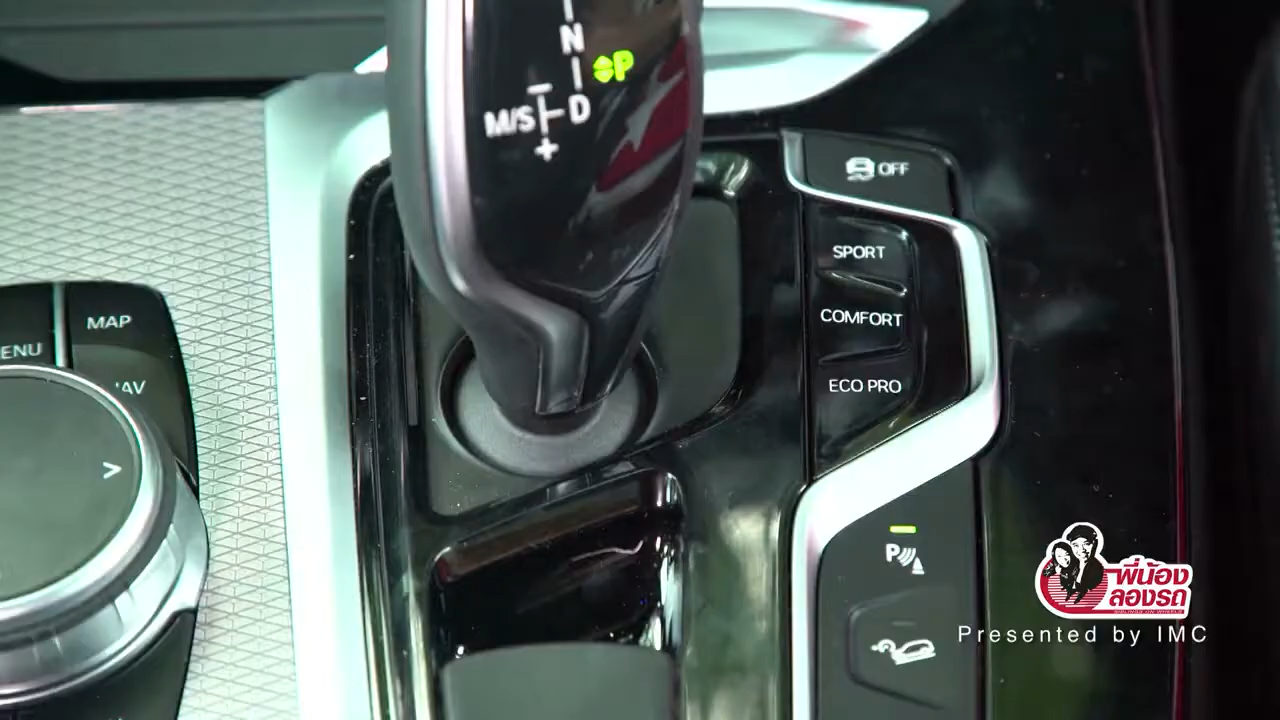 N
P
M/S
D
OFF
SPORT
COMFORT
ECO PRO
MAP
ENU
AV
P
พี่น้อง
ลองรถ
Presented by IMC